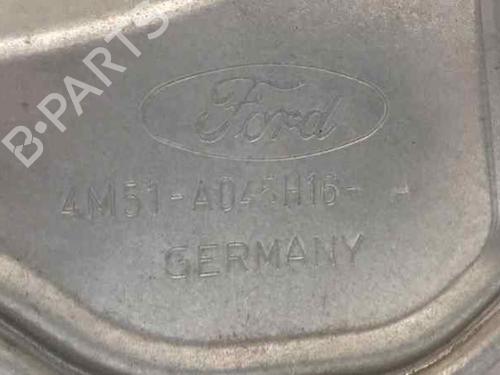 B-PARTS
Ford
4M51-A045H16- -
GERMANY